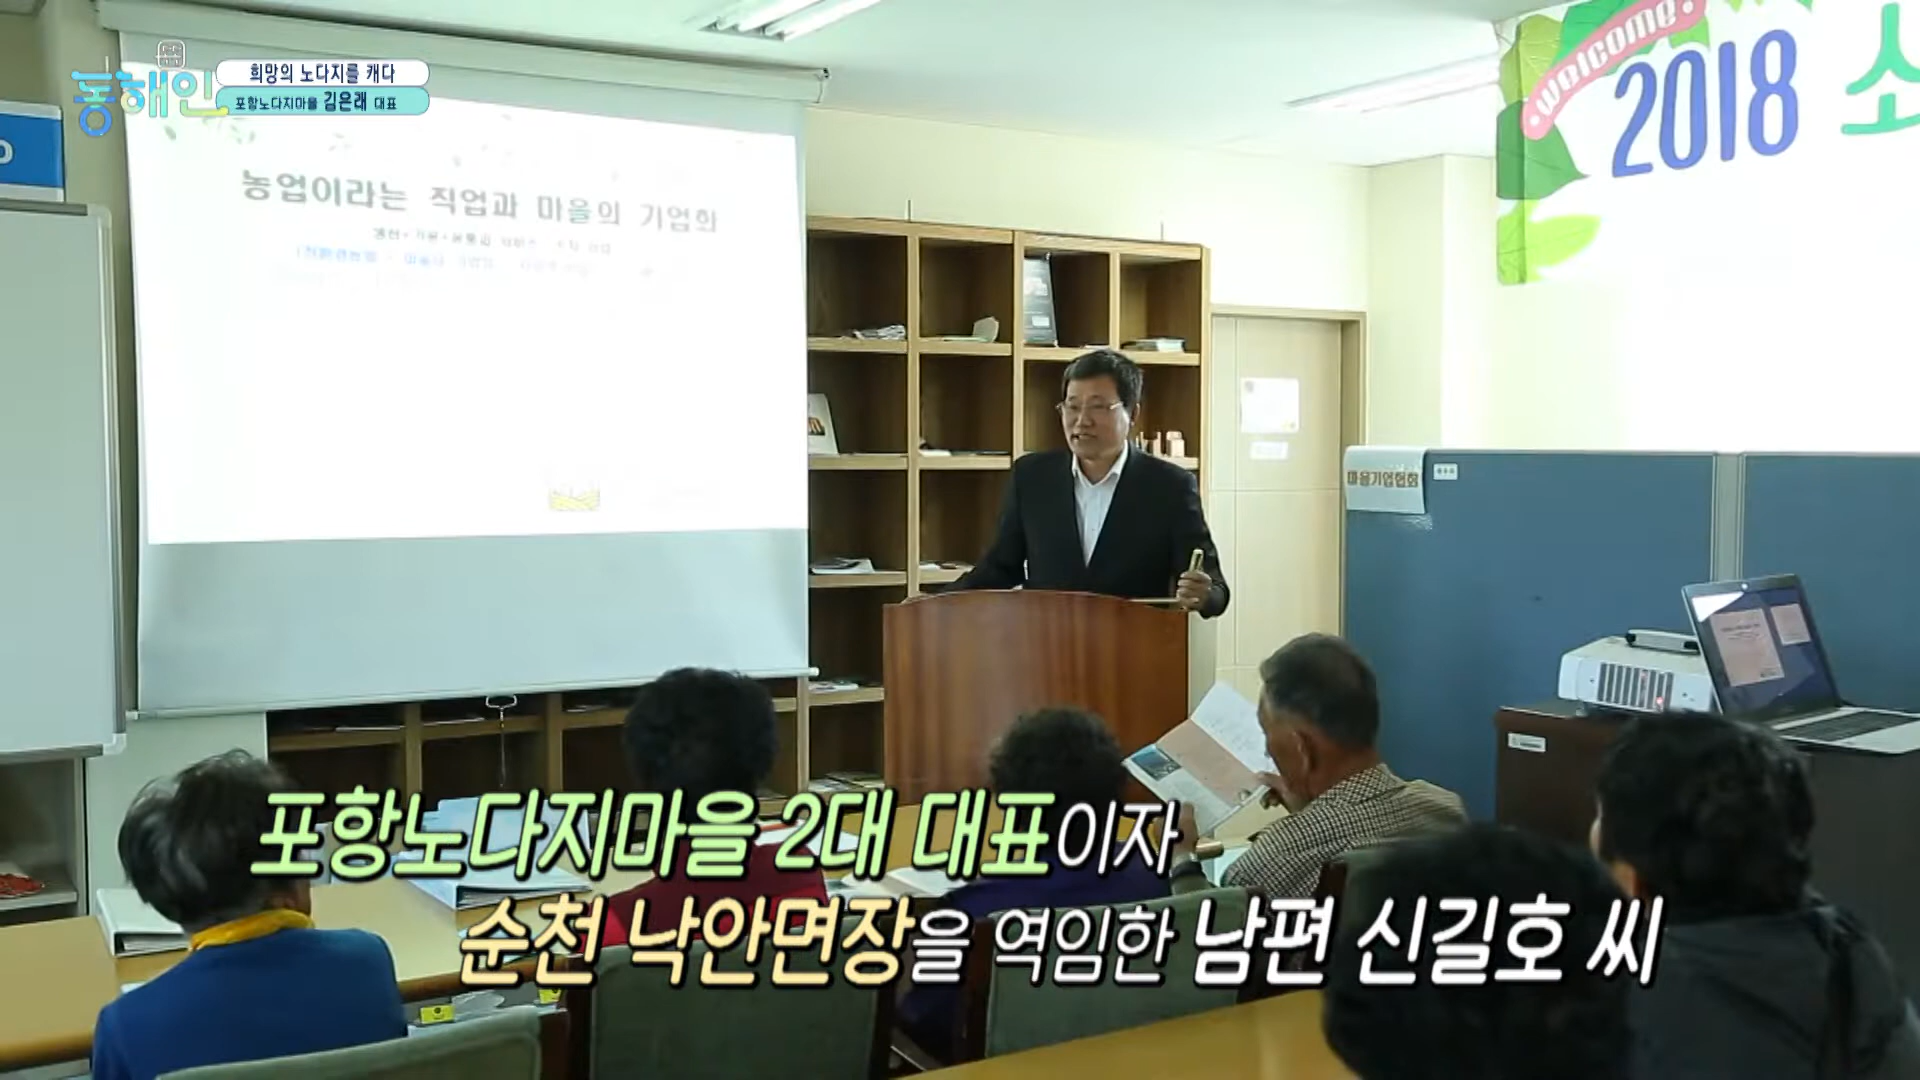 동해인
희망의 노다지를 캐다
포항노다지마을 김은래 대표
welcome
2018 소
농업이라는 직업과 마을의 기업화
마을기업협회
포항노다지마을 2대 대표이자
순천 낙안면장을 역임한 남편 신길호 씨